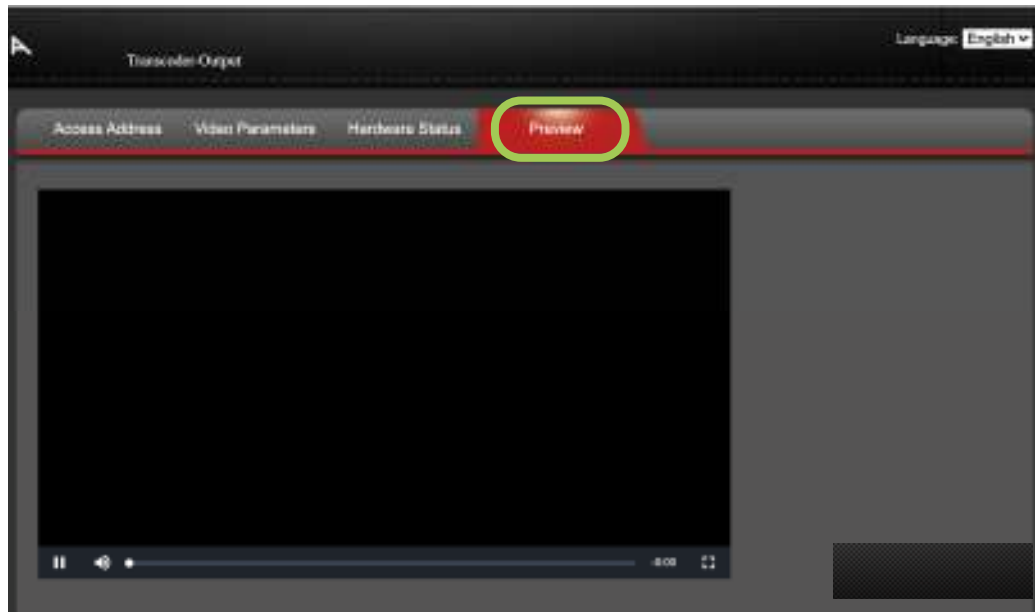 A
Language: English
Transcoder-Output
Access Address Video Parameters Hardware Status Preview
-0:00